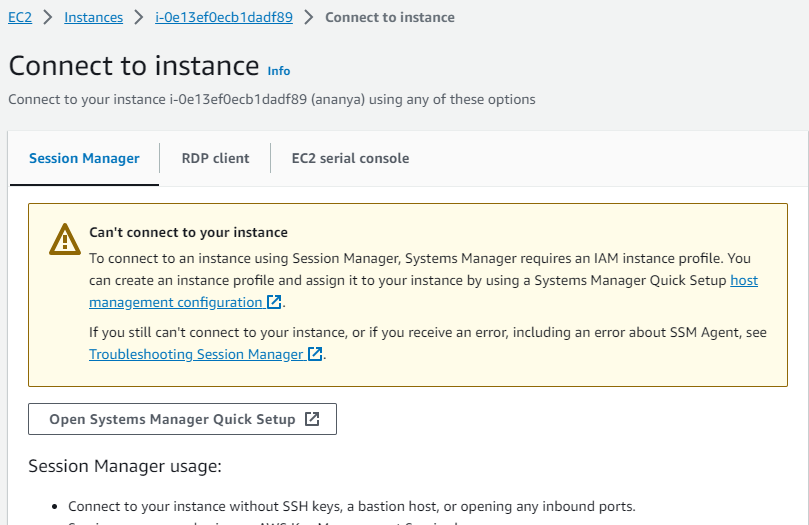 EC2 > Instances > i-0e13ef0ecb1dadf89 > Connect to instance
Connect to instance Info
Connect to your instance i-0e13ef0ecb1dadf89 (ananya) using any of these options
Session Manager RDP client EC2 serial console
Can't connect to your instance
To connect to an instance using Session Manager, Systems Manager requires an IAM instance profile. You
can create an instance profile and assign it to your instance by using a Systems Manager Quick Setup host
management configuration.
If you still can't connect to your instance, or if you receive an error, including an error about SSM Agent, see
Troubleshooting Session Manager.
Open Systems Manager Quick Setup
Session Manager usage:
• Connect to your instance without SSH keys, a bastion host, or opening any inbound ports.